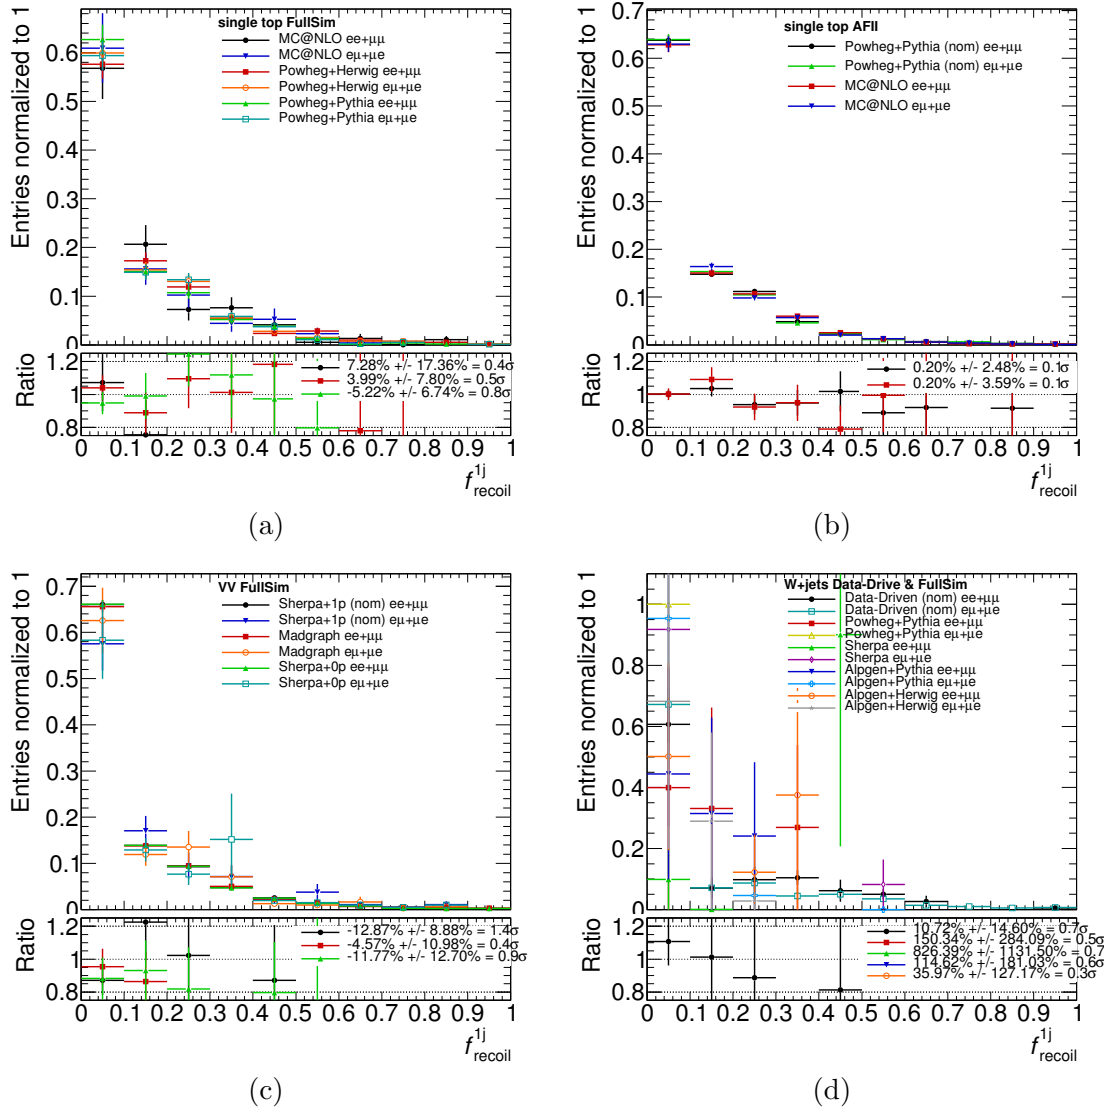 single top FullSim
MC@NLO ee+μμ
MC@NLO eμ+μe
Powheg+Herwig ee+μμ
Powheg+Herwig eμ+μe
Powheg+Pythia ee+μμ
Powheg+Pythia eμ+μe
Entries normalized to 1
0.6
0.5
0.4
0.3
0.2
0.1
0
Ratio
1.2
1
0.8
7.28% +/- 17.36% = 0.4σ
3.99% +/- 7.80% = 0.5σ
-5.22% +/- 6.74% = 0.8σ
0 0.1 0.2 0.3 0.4 0.5 0.6 0.7 0.8 0.9 1
f 1j recoil
(a)
single top AFII
Powheg+Pythia (nom) ee+μμ
Powheg+Pythia (nom) eμ+μe
MC@NLO ee+μμ
MC@NLO eμ+μe
Entries normalized to 1
0.7
0.6
0.5
0.4
0.3
0.2
0.1
0
Ratio
1.2
1
0.8
0.20% +/- 2.48% = 0.1σ
0.20% +/- 3.59% = 0.1σ
0 0.1 0.2 0.3 0.4 0.5 0.6 0.7 0.8 0.9 1
f 1j recoil
(b)
VV FullSim
Sherpa+1p (nom) ee+μμ
Sherpa+1p (nom) eμ+μe
Madgraph ee+μμ
Madgraph eμ+μe
Sherpa+0p ee+μμ
Sherpa+0p eμ+μe
Entries normalized to 1
0.7
0.6
0.5
0.4
0.3
0.2
0.1
0
Ratio
1.2
1
0.8
-12.87% +/- 8.88% = 1.4σ
-4.57% +/- 10.98% = 0.4σ
-11.77% +/- 12.70% = 0.9σ
0 0.1 0.2 0.3 0.4 0.5 0.6 0.7 0.8 0.9 1
f 1j recoil
(c)
W+jets Data-Drive & FullSim
Data-Driven (nom) ee+μμ
Data-Driven (nom) eμ+μe
Powheg+Pythia ee+μμ
Powheg+Pythia eμ+μe
Sherpa ee+μμ
Sherpa eμ+μe
Alpgen+Pythia ee+μμ
Alpgen+Pythia eμ+μe
Alpgen+Herwig ee+μμ
Alpgen+Herwig eμ+μe
Entries normalized to 1
1
0.8
0.6
0.4
0.2
0
Ratio
1.2
1
0.8
10.72% +/- 14.60% = 0.7σ
150.34% +/- 284.09% = 0.5σ
826.39% +/- 1131.50% = 0.7
114.62% +/- 181.03% = 0.6σ
35.97% +/- 127.17% = 0.3σ
0 0.1 0.2 0.3 0.4 0.5 0.6 0.7 0.8 0.9 1
f 1j recoil
(d)